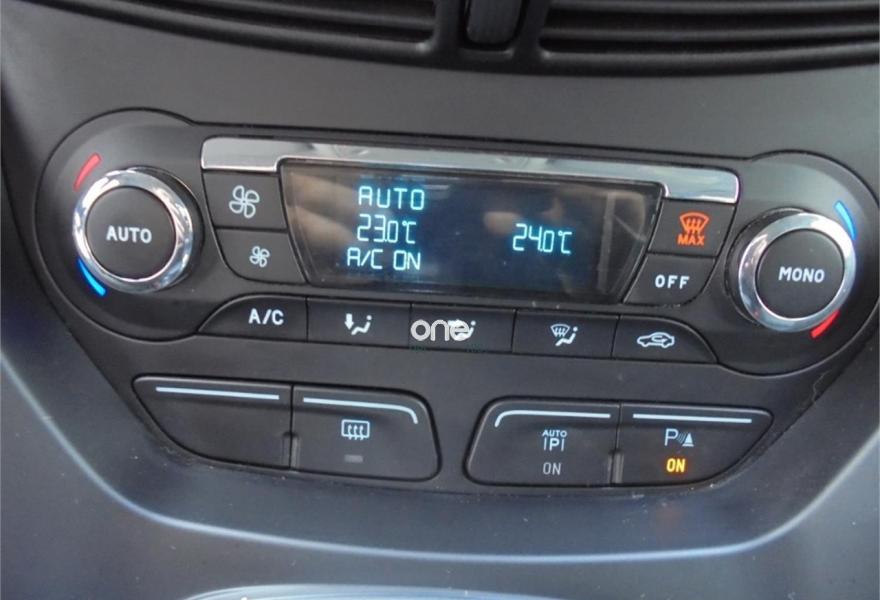 AUTO
23.0℃
A/C ON
24.0℃
AUTO
MAX
OFF
MONO
A/C
one
AUTO
P
ON
P
ON